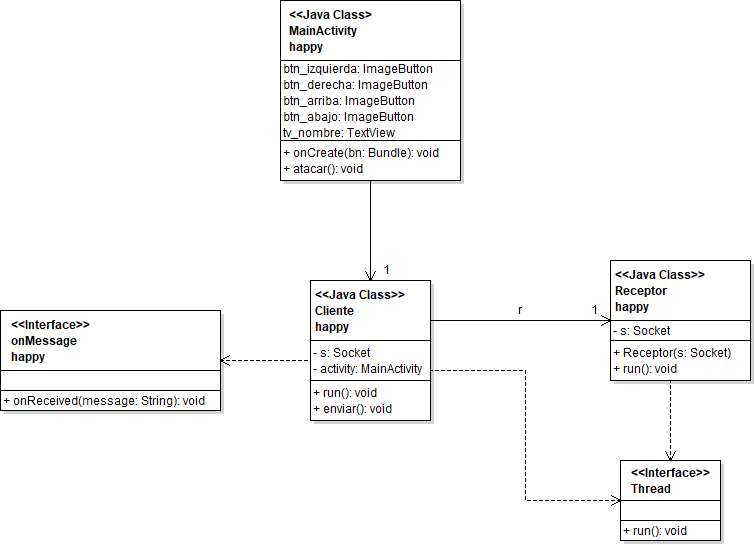 <<Java Class>
MainActivity
happy
btn_izquierda: ImageButton
btn_derecha: ImageButton
btn_arriba: ImageButton
btn_abajo: ImageButton
tv_nombre: TextView
+ onCreate(bn: Bundle): void
+ atacar(): void
1
<<Java Class>>
Cliente
happy
- s: Socket
- activity: MainActivity
+ run(): void
+ enviar(): void
r
1
<<Java Class>>
Receptor
happy
- s: Socket
+ Receptor(s: Socket)
+ run(): void
<<Interface>>
onMessage
happy
+ onReceived(message: String): void
<<Interface>>
Thread
+ run(): void